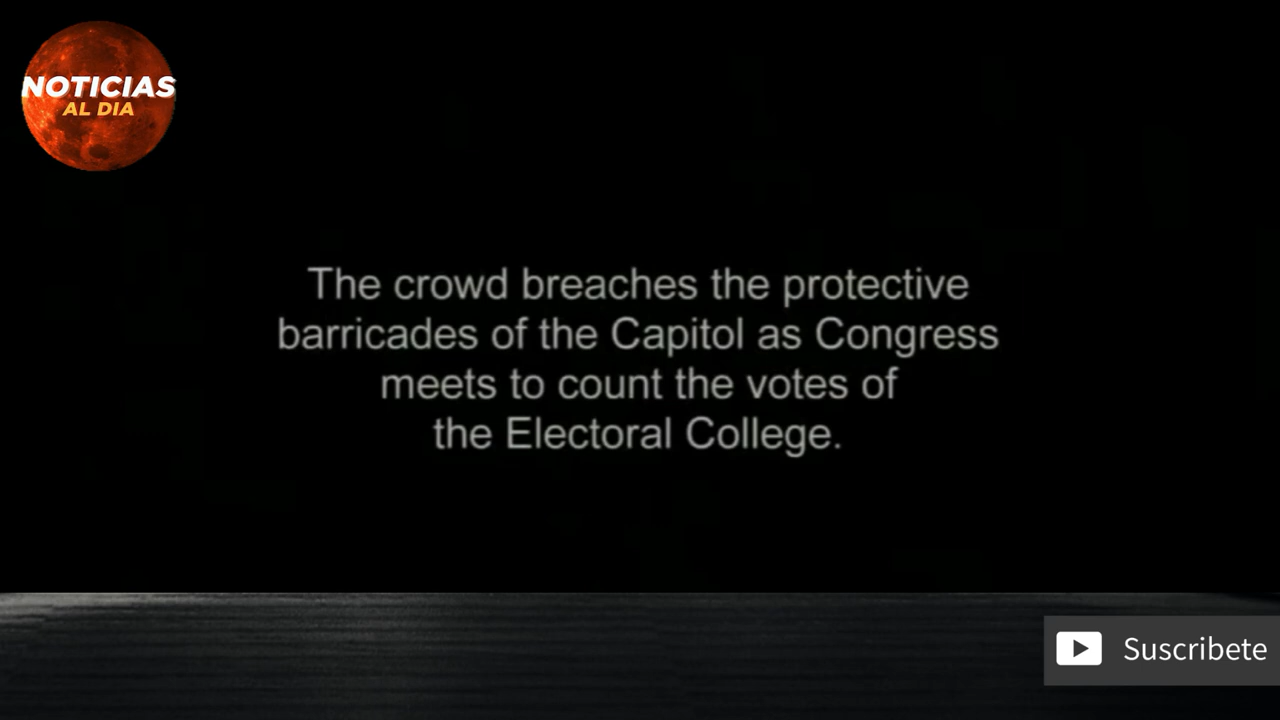 NOTICIAS
AL DIA
The crowd breaches the protective
barricades of the Capitol as Congress
meets to count the votes of
the Electoral College.
Suscribete